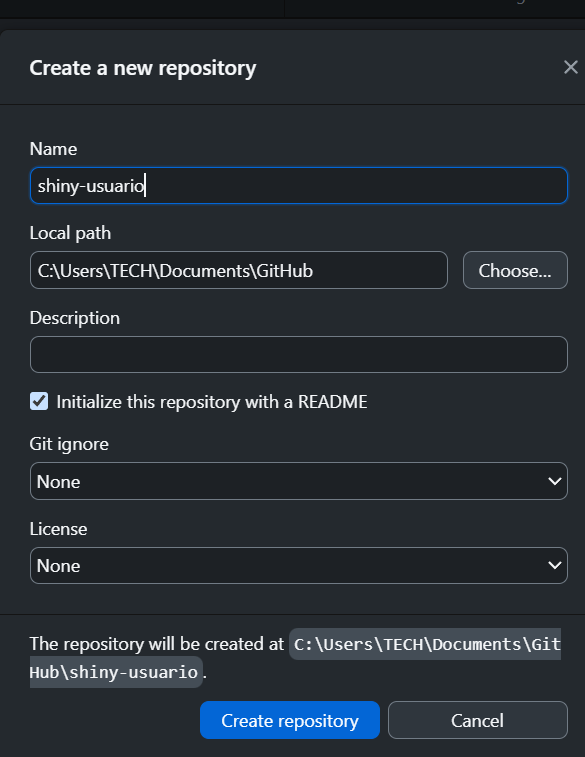 Create a new repository
Name
shiny-usuario
Local path
C:\Users\TECH\Documents\GitHub
Choose...
Description
Initialize this repository with a README
Git ignore
None
License
None
The repository will be created at C:\Users\TECH\Documents\Git
Hub\shiny-usuario.
Create repository
Cancel